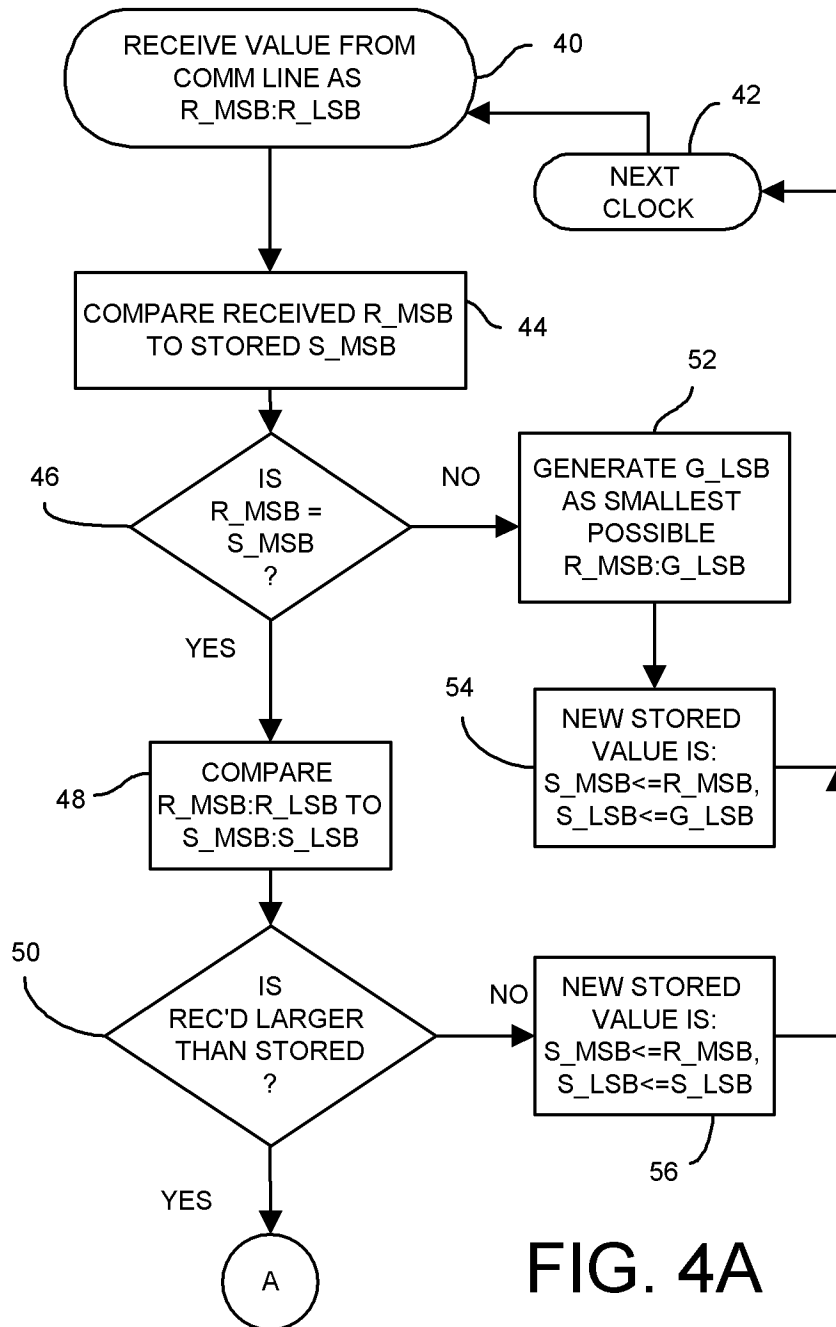 RECEIVE VALUE FROM
COMM LINE AS
R_MSB:R_LSB
40
42
NEXT
CLOCK
COMPARE RECEIVED R_MSB
TO STORED S_MSB
44
52
46
IS
R_MSB =
S_MSB
?
NO
GENERATE G_LSB
AS SMALLEST
POSSIBLE
R_MSB:G_LSB
YES
54
NEW STORED
VALUE IS:
S_MSB<=R_MSB,
S_LSB<=G_LSB
48
COMPARE
R_MSB:R_LSB TO
S_MSB:S_LSB
50
IS
REC'D LARGER
THAN STORED
?
NO
NEW STORED
VALUE IS:
S_MSB<=R_MSB,
S_LSB<=S_LSB
56
YES
A
FIG. 4A